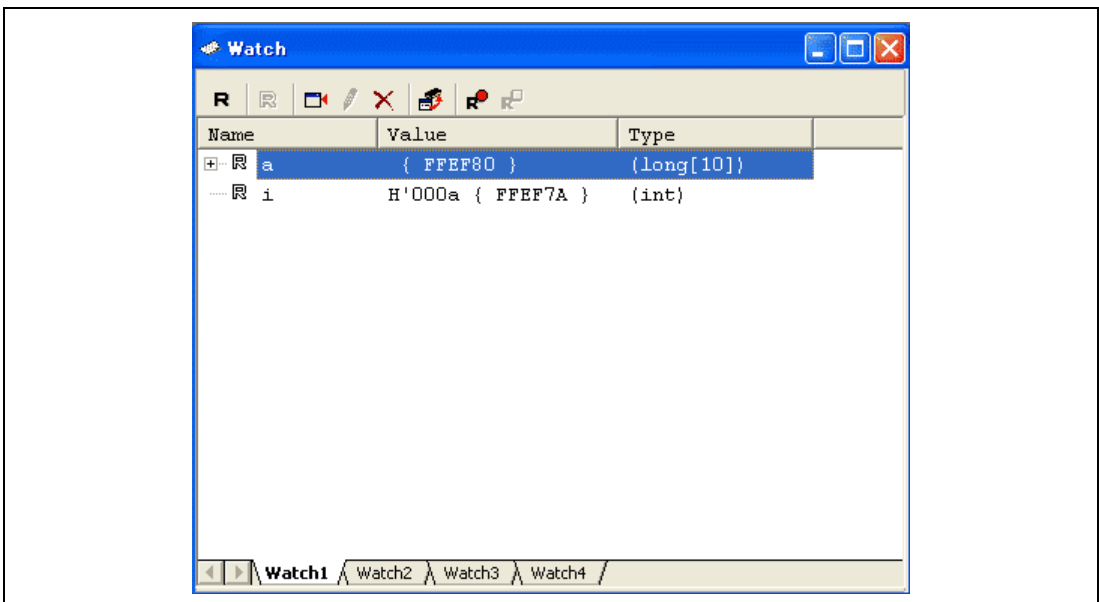 Watch
R R R R
Name Value Type
R a { FFEF80 } (long[10])
R i H'000a { FFEF7A } (int)
Watch1 Watch2 Watch3 Watch4